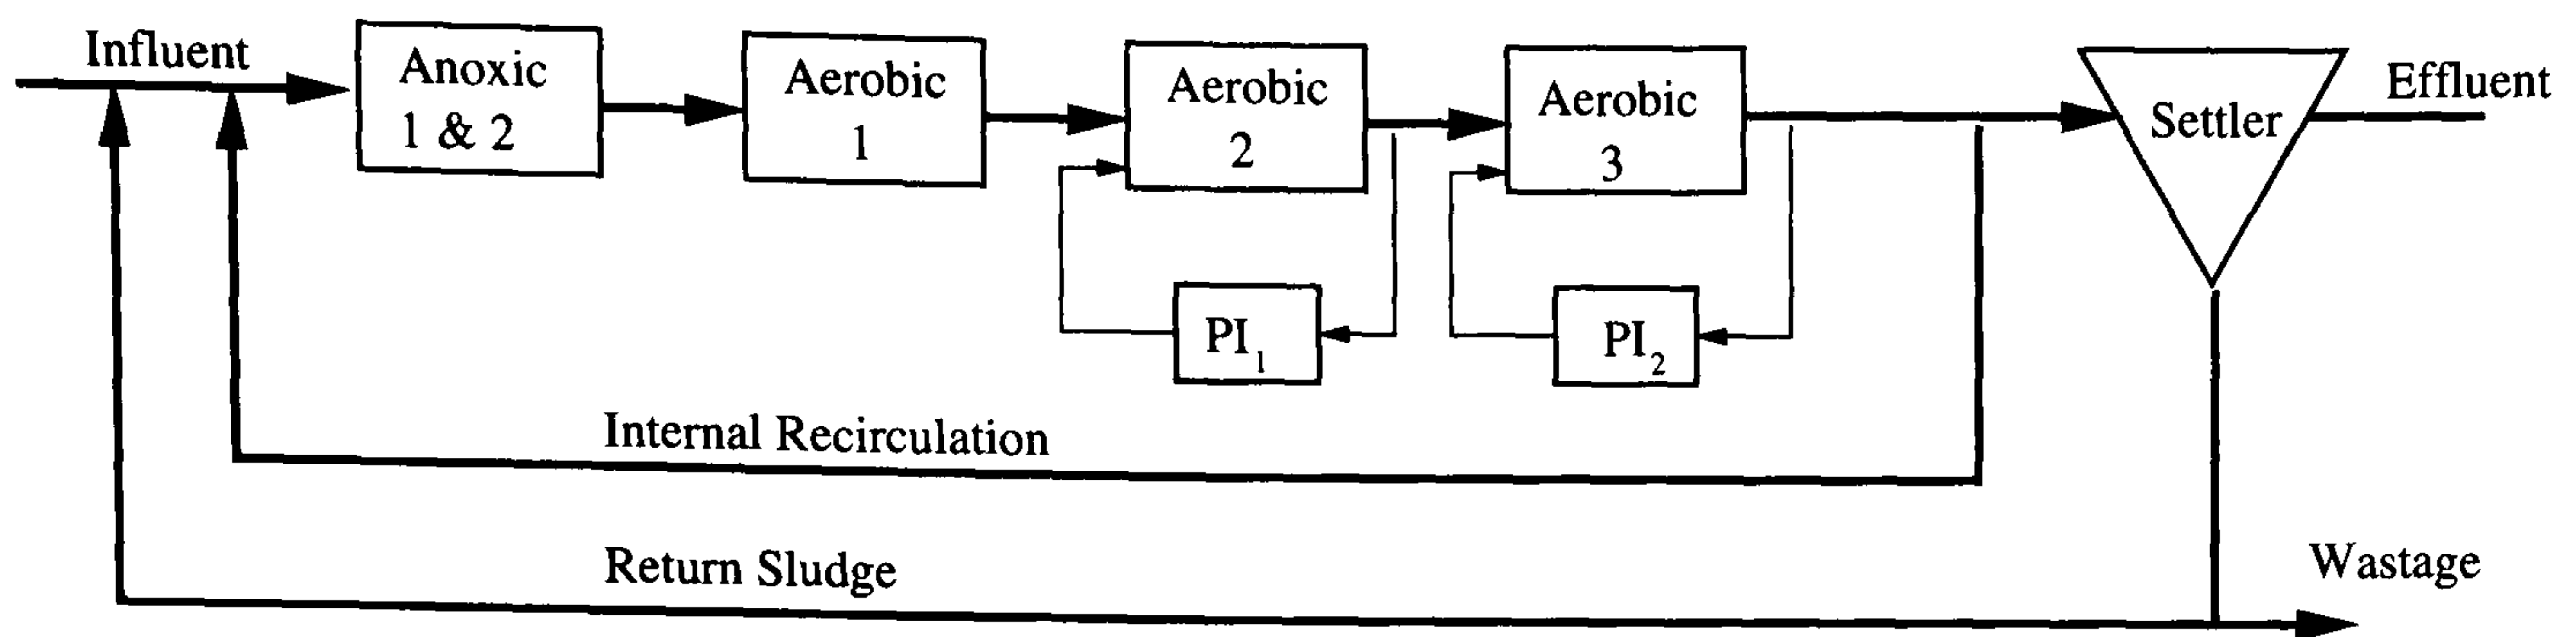 Influent
Anoxic
1 & 2
Aerobic
1
Aerobic
2
Aerobic
3
Settler
Effluent
PI1
PI2
Internal Recirculation
Return Sludge
Wastage